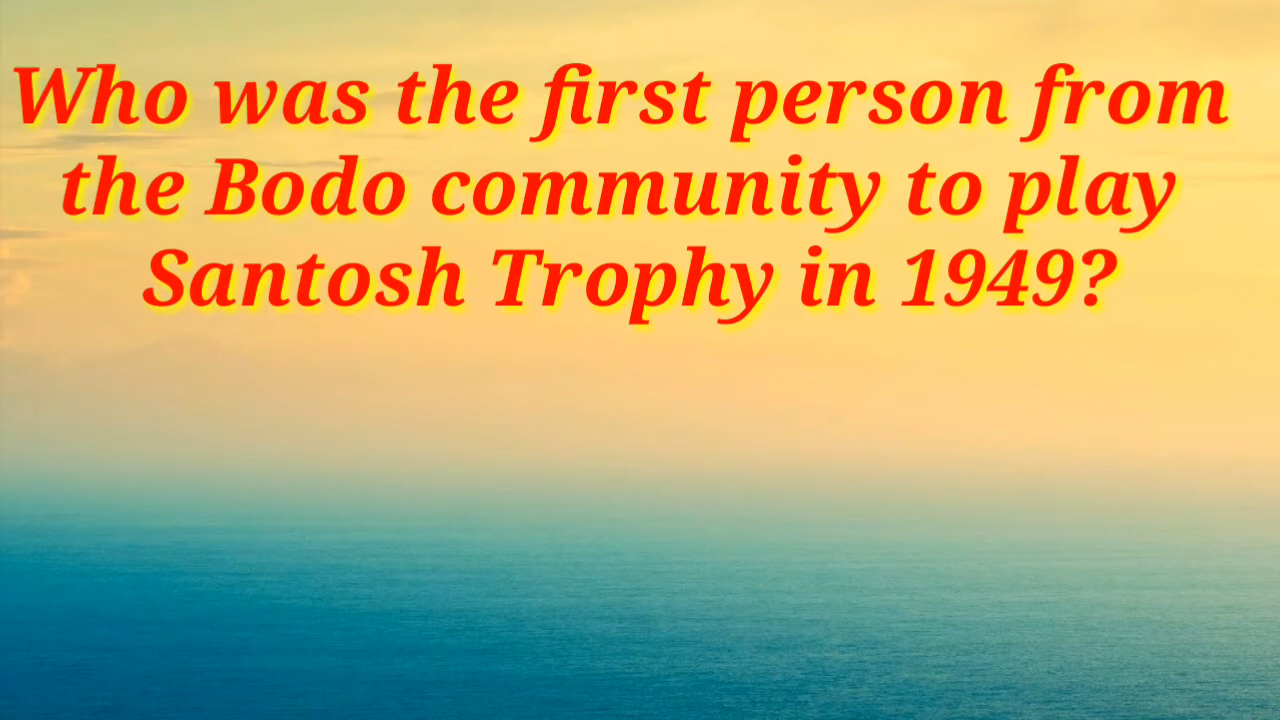 Who was the first person from
the Bodo community to play
Santosh Trophy in 1949?